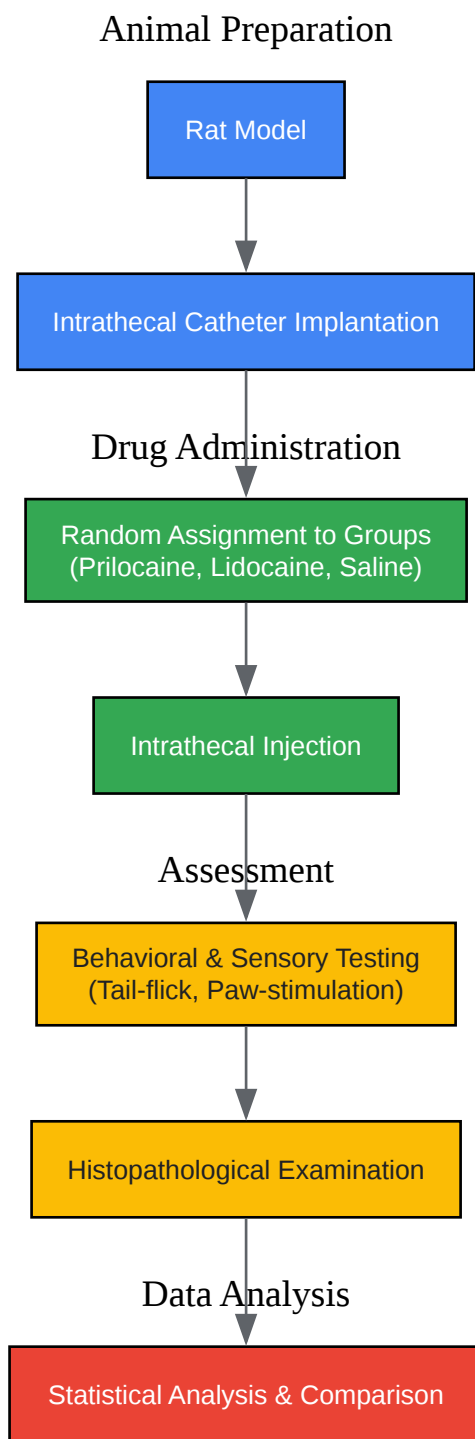 Animal Preparation
Rat Model
Intrathecal Catheter Implantation
Drug Administration
Random Assignment to Groups
(Prilocaine, Lidocaine, Saline)
Intrathecal Injection
Assessment
Behavioral & Sensory Testing
(Tail-flick, Paw-stimulation)
Histopathological Examination
Data Analysis
Statistical Analysis & Comparison